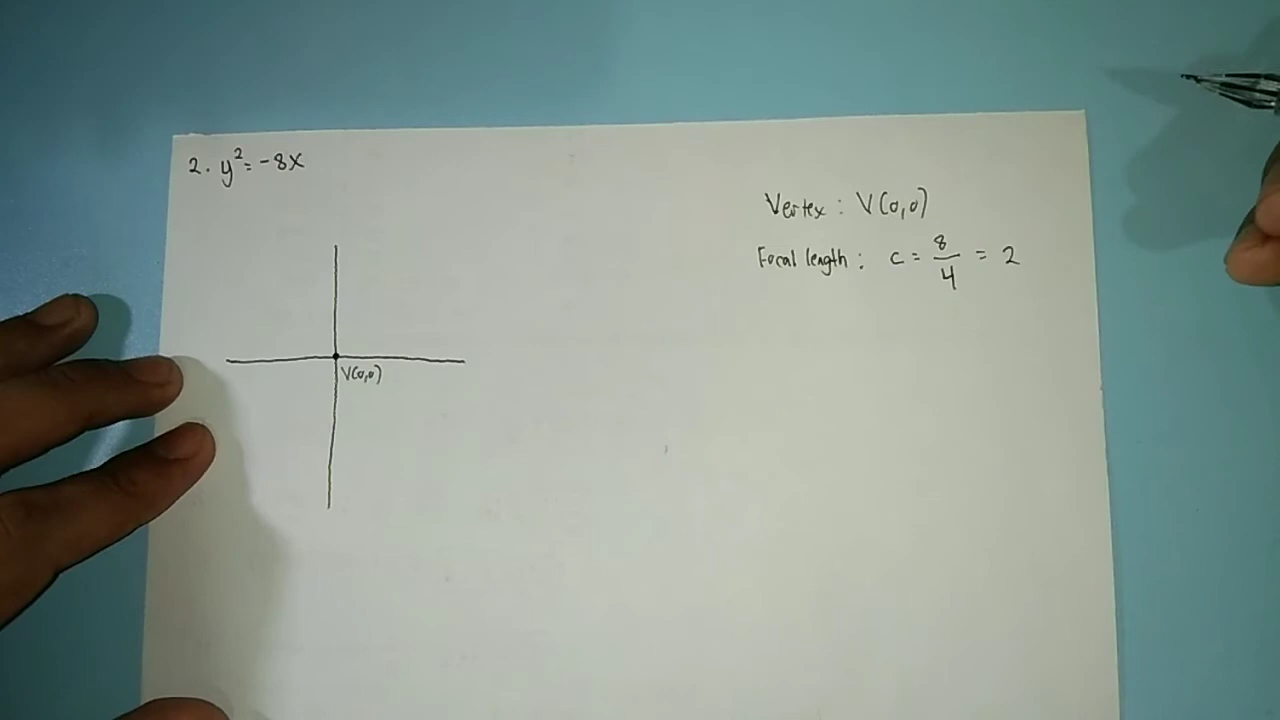 2. y² = -8x
Vertex : V(0,0)
Focal length : c = 8/4 = 2
V(0,0)